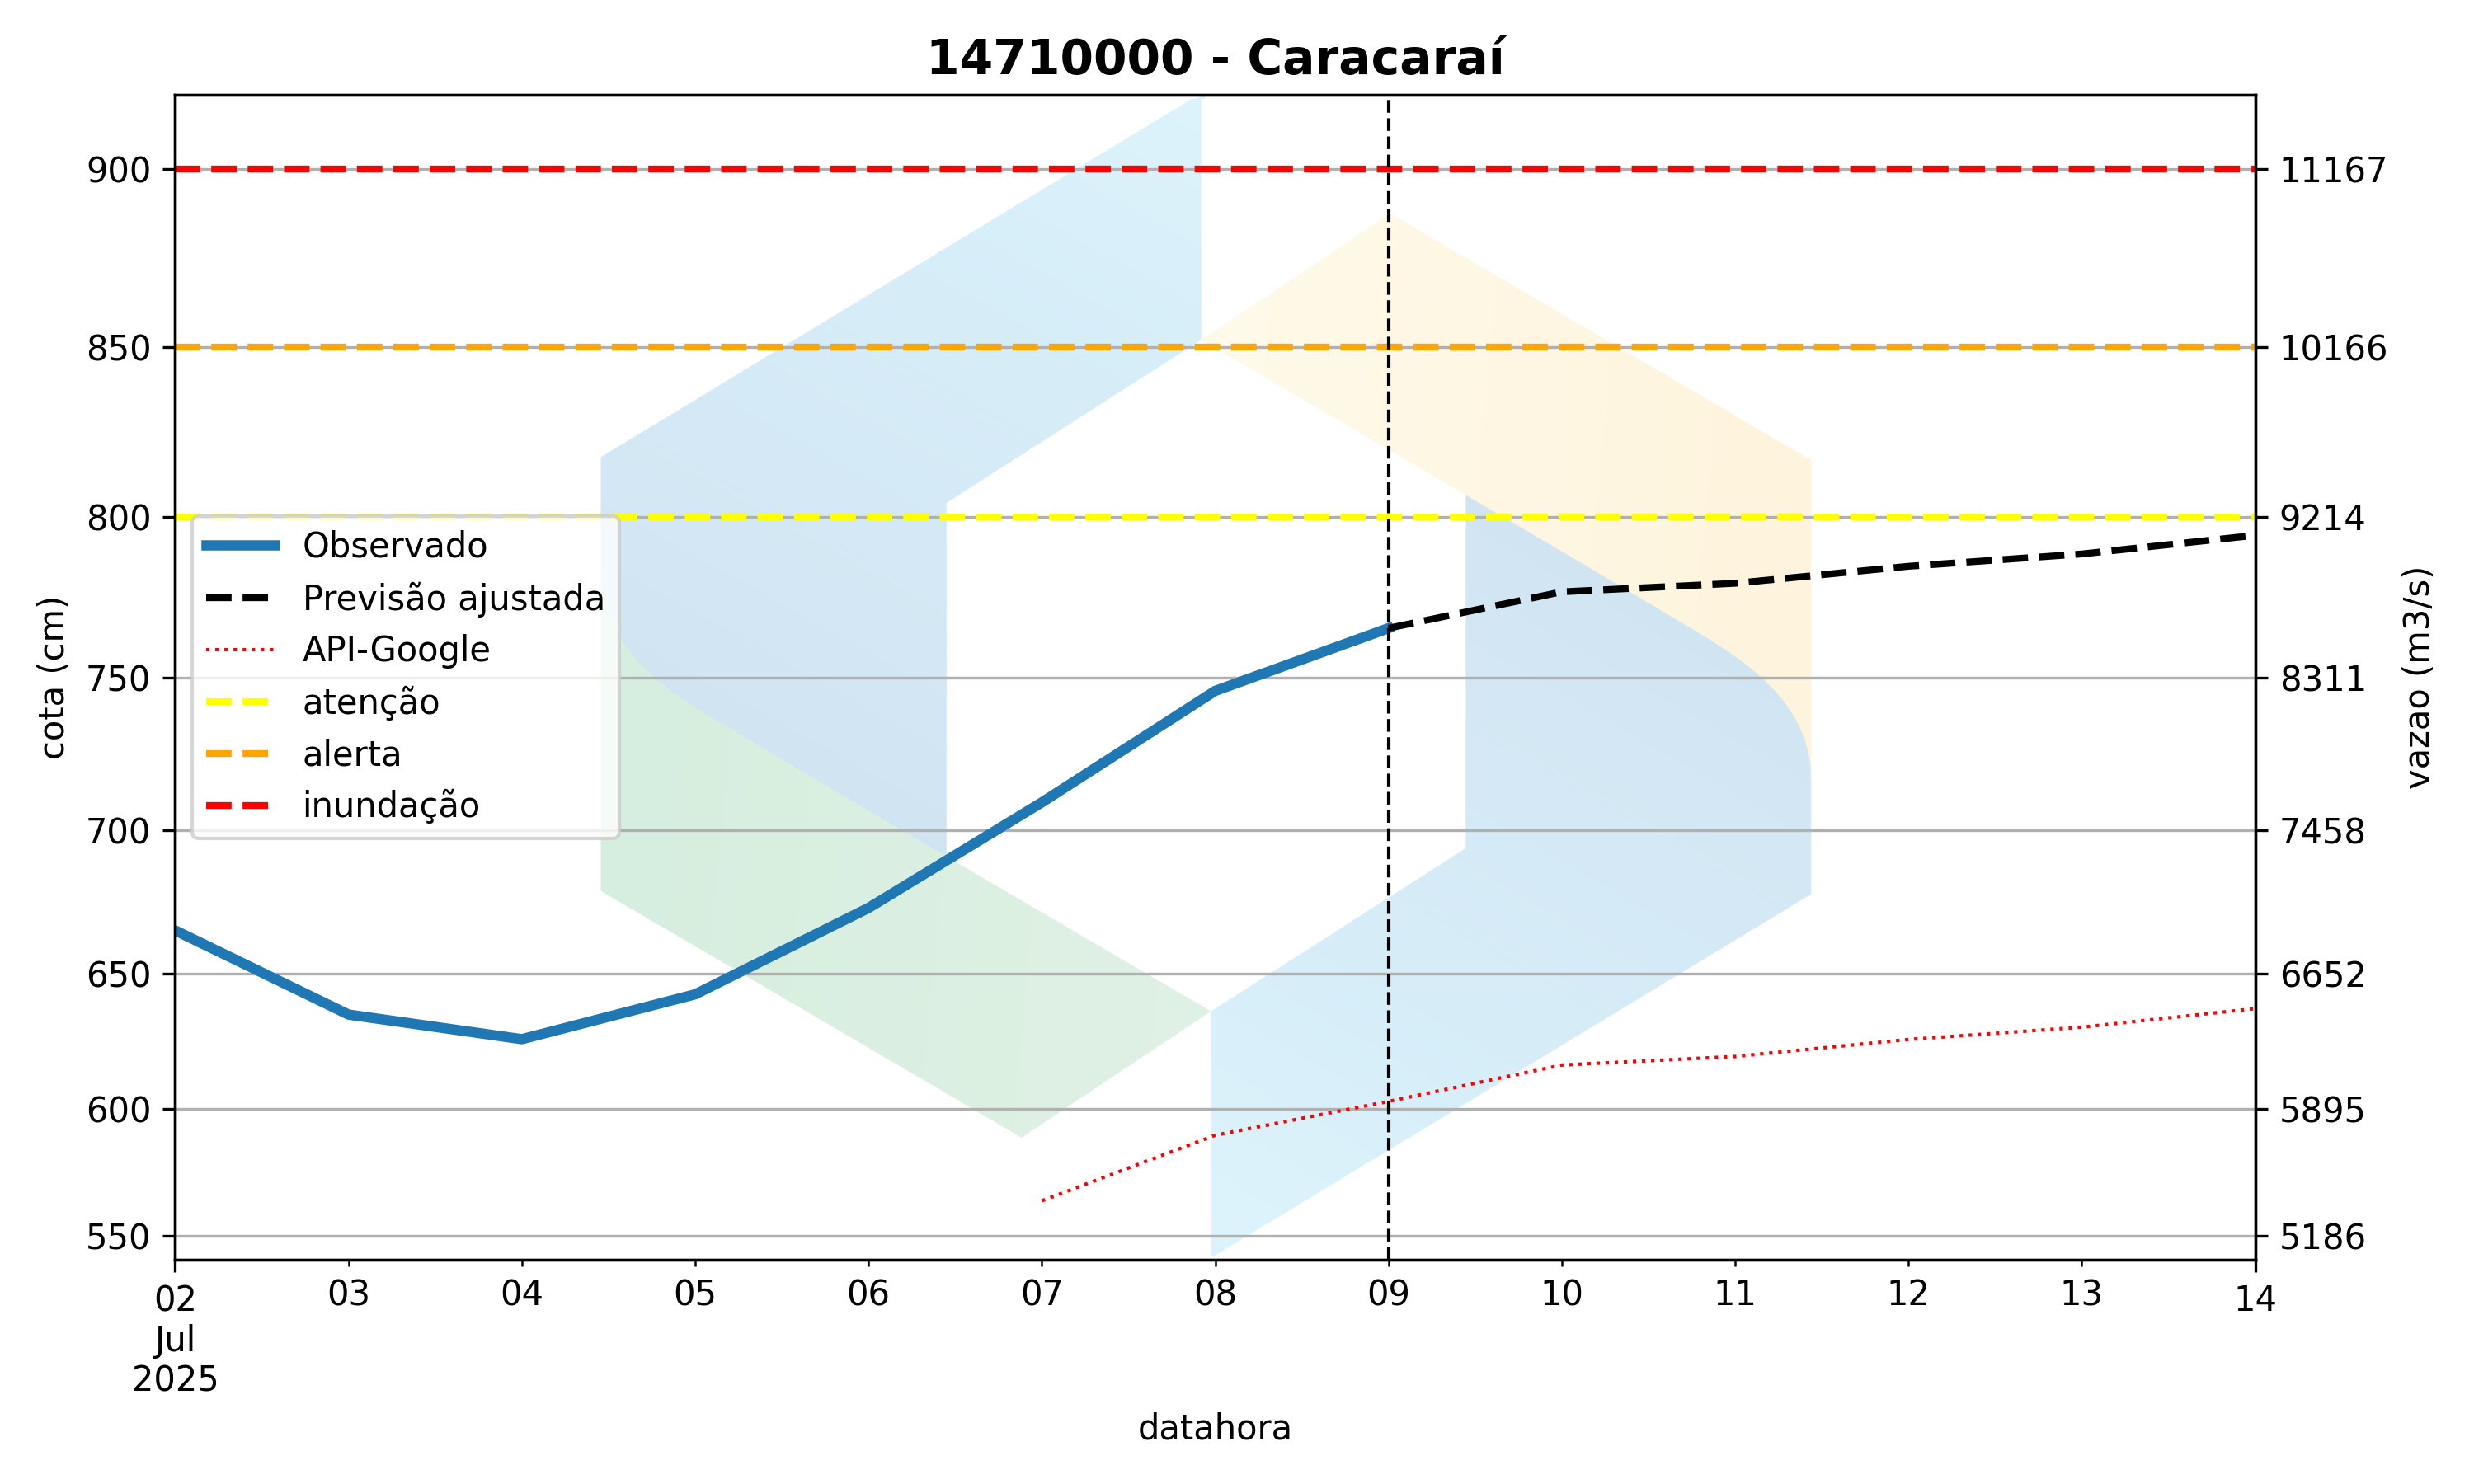 14710000 - Caracaraí
cota (cm)
900
850
800
750
700
650
600
550
Observado
Previsão ajustada
API-Google
atenção
alerta
inundação
11167
10166
9214
8311
7458
6652
5895
5186
vazao (m3/s)
02 03 04 05 06 07 08 09 10 11 12 13 14
Jul
2025
datahora